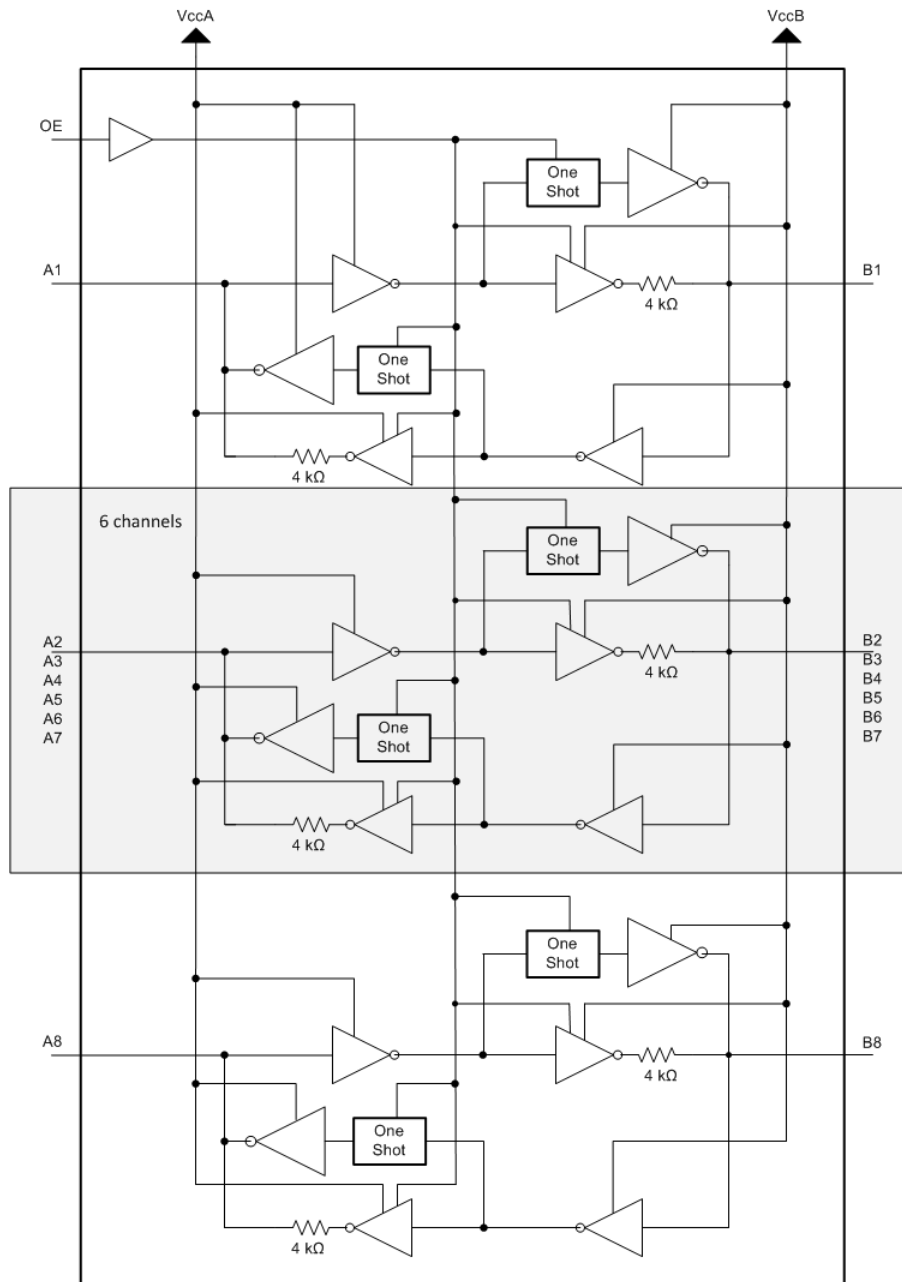 VccA
VccB
OE
One
Shot
A1
4 kΩ
B1
One
Shot
4 kΩ
6 channels
One
Shot
A2
A3
A4
A5
A6
A7
4 kΩ
B2
B3
B4
B5
B6
B7
One
Shot
4 kΩ
One
Shot
A8
4 kΩ
B8
One
Shot
4 kΩ